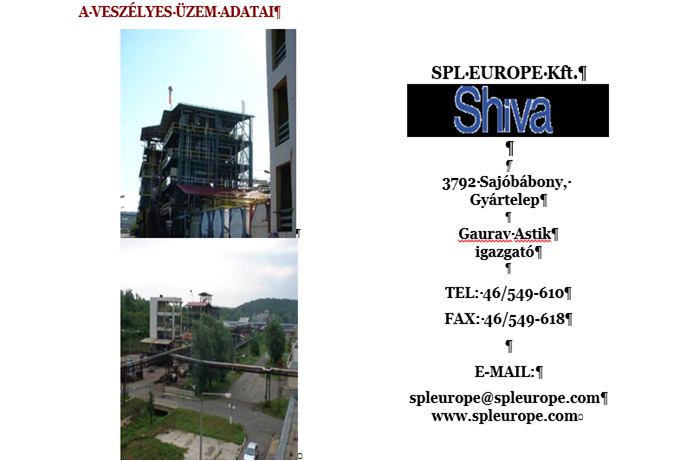 A·VESZÉLYES·ÜZEM·ADATAI¶
SPL·EUROPE·Kft.¶
Shiva
¶
¶
3792·Sajóbábony,·
Gyártelep¶
¶
Gaurav·Astik¶
igazgató¶
¶
TEL:·46/549-610¶
FAX:·46/549-618¶
¶
E-MAIL:¶
spleurope@spleurope.com¶
www.spleurope.com¤